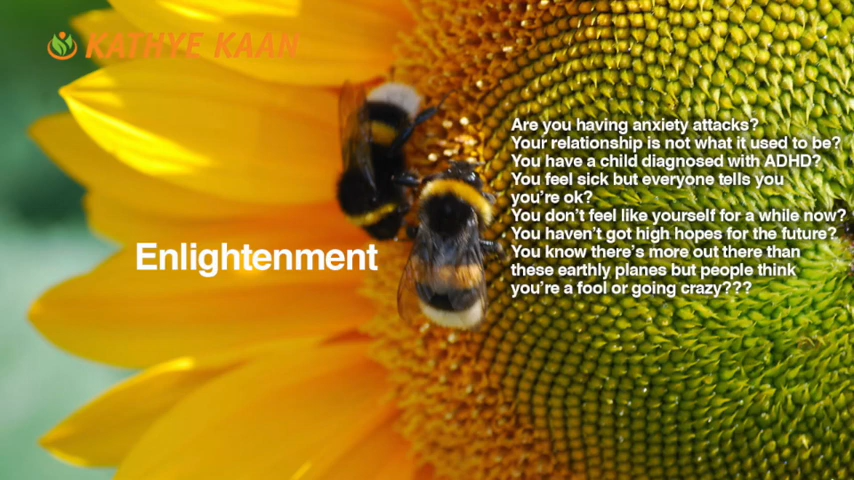 KATHYE KAAN
Are you having anxiety attacks?
Your relationship is not what it used to be?
You have a child diagnosed with ADHD?
You feel sick but everyone tells you
you're ok?
You don't feel like yourself for a while now?
You haven't got high hopes for the future?
You know there's more out there than
these earthly planes but people think
you're a fool or going crazy???
Enlightenment